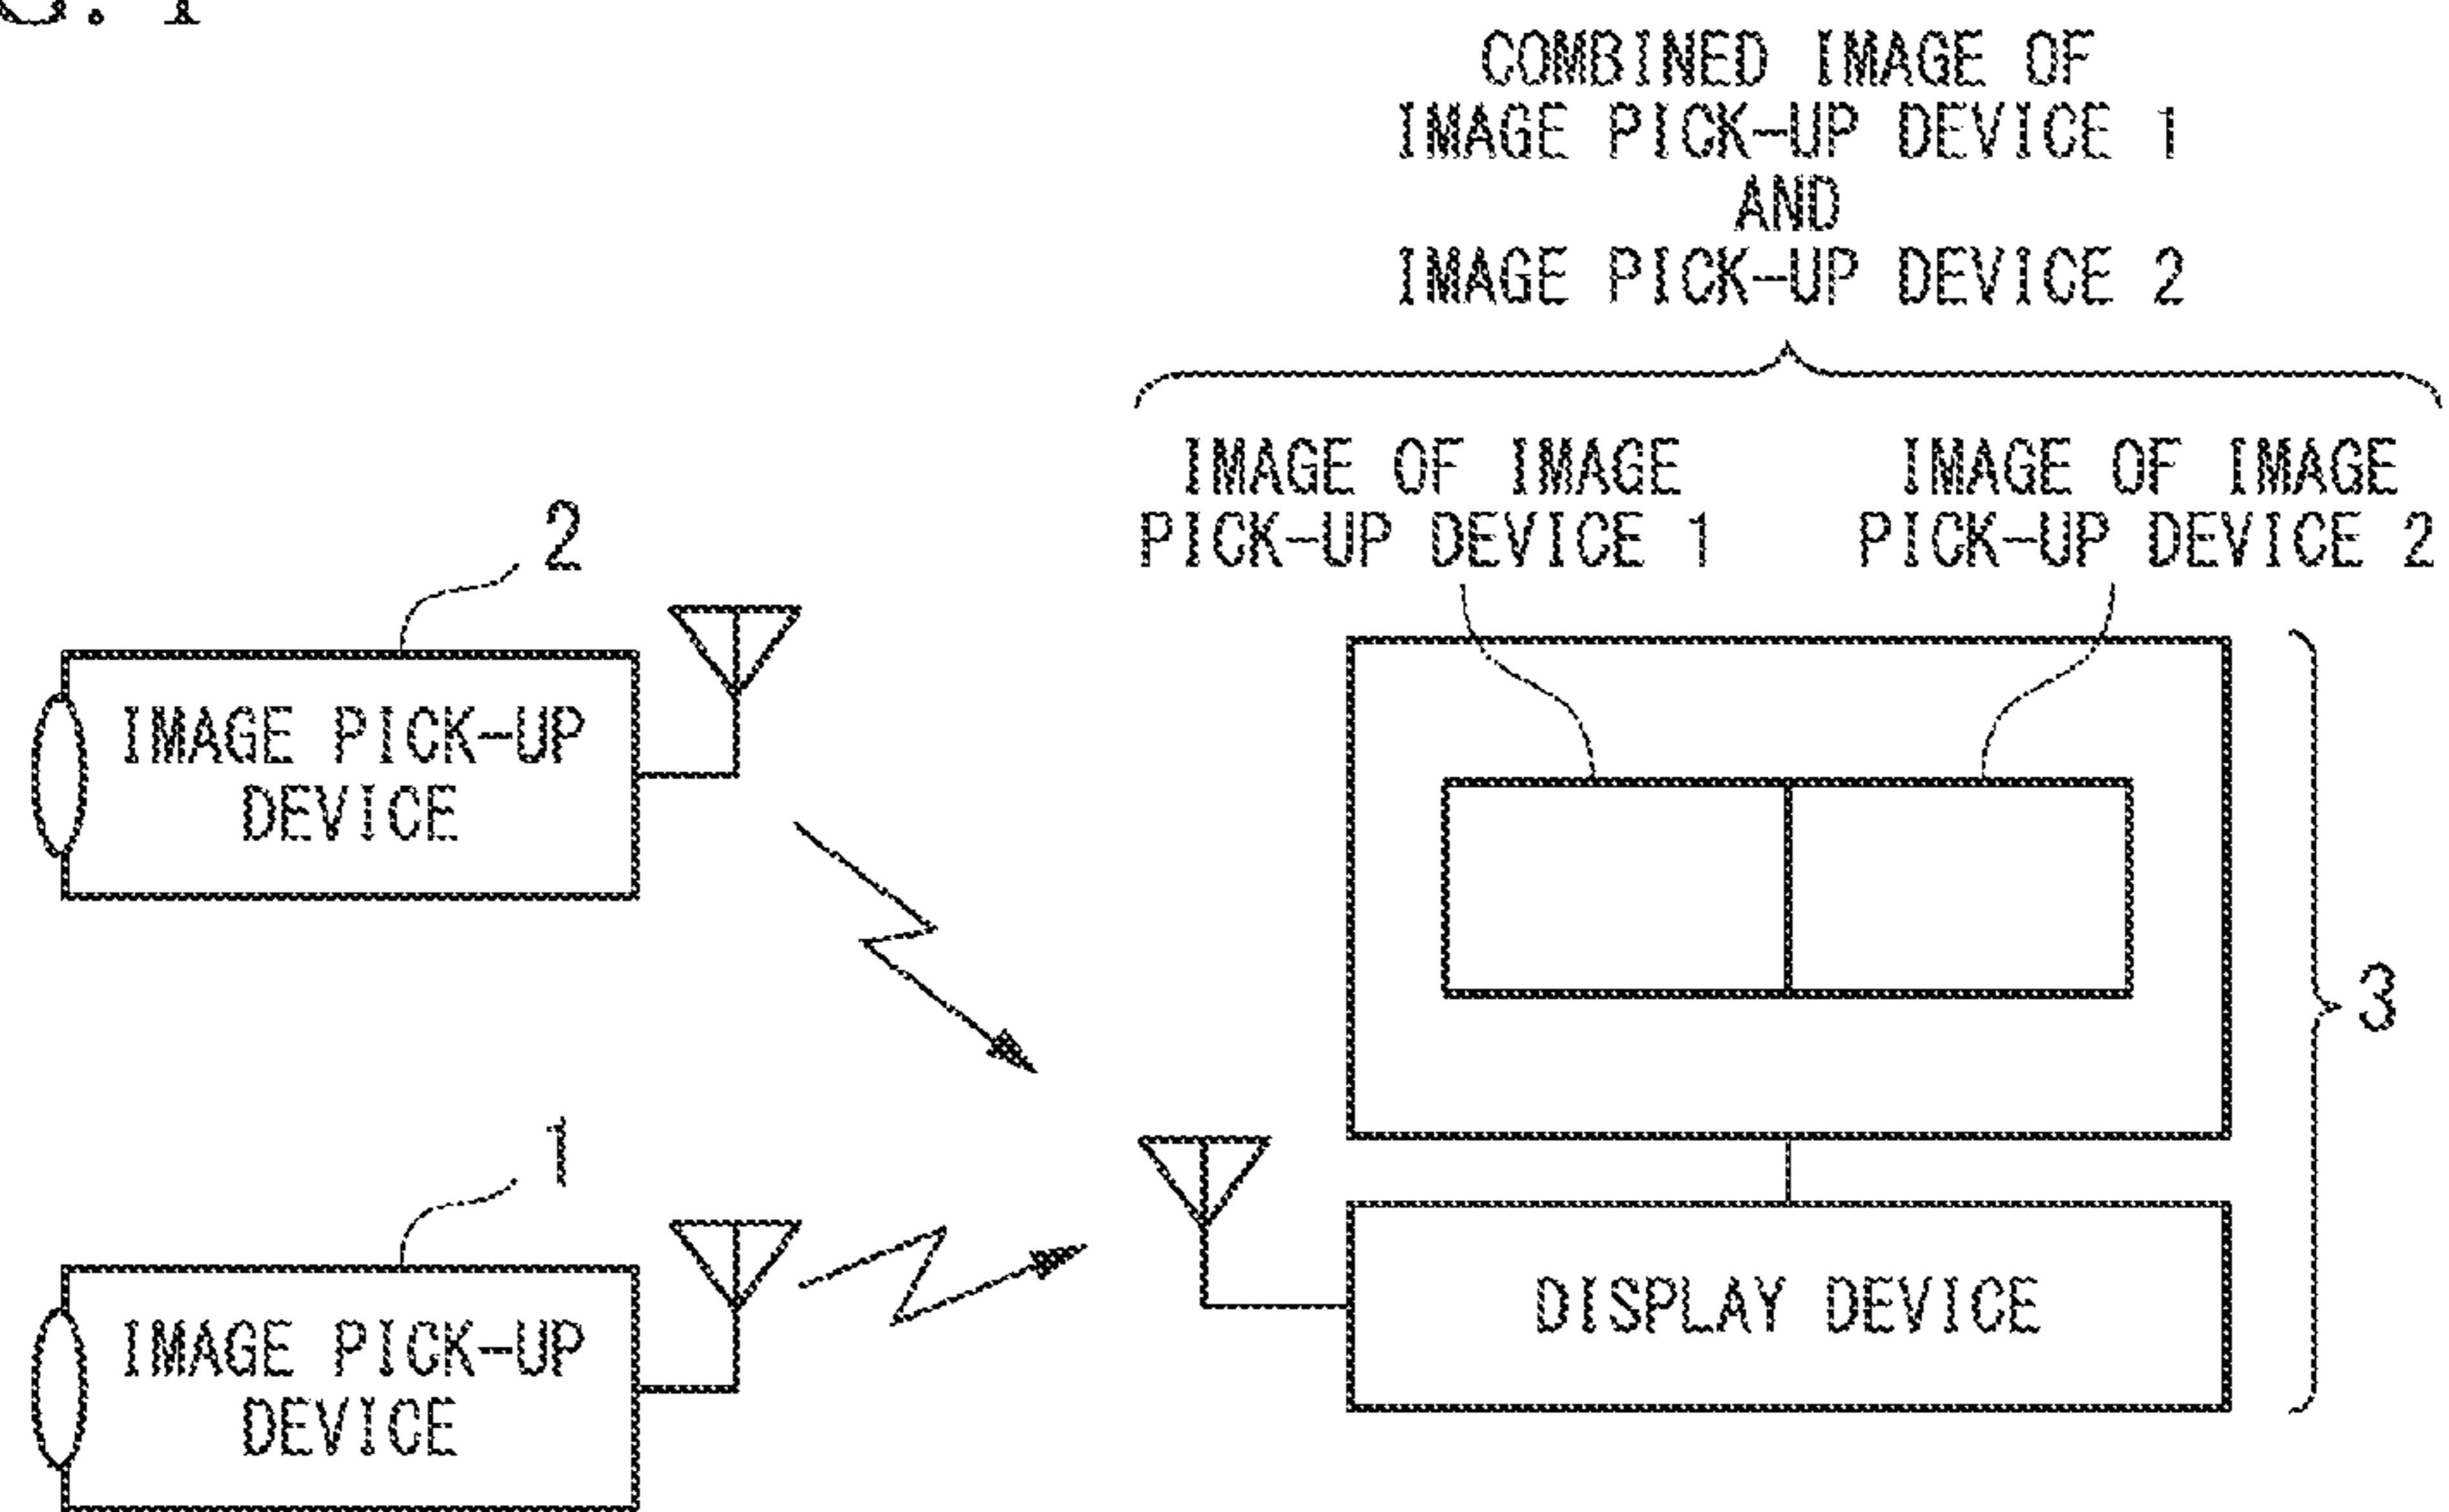 COMBINED IMAGE OF
IMAGE PICK-UP DEVICE 1
AND
IMAGE PICK-UP DEVICE 2
IMAGE OF IMAGE
PICK-UP DEVICE 1
IMAGE OF IMAGE
PICK-UP DEVICE 2
2
IMAGE PICK-UP
DEVICE
3
1
IMAGE PICK-UP
DEVICE
DISPLAY DEVICE